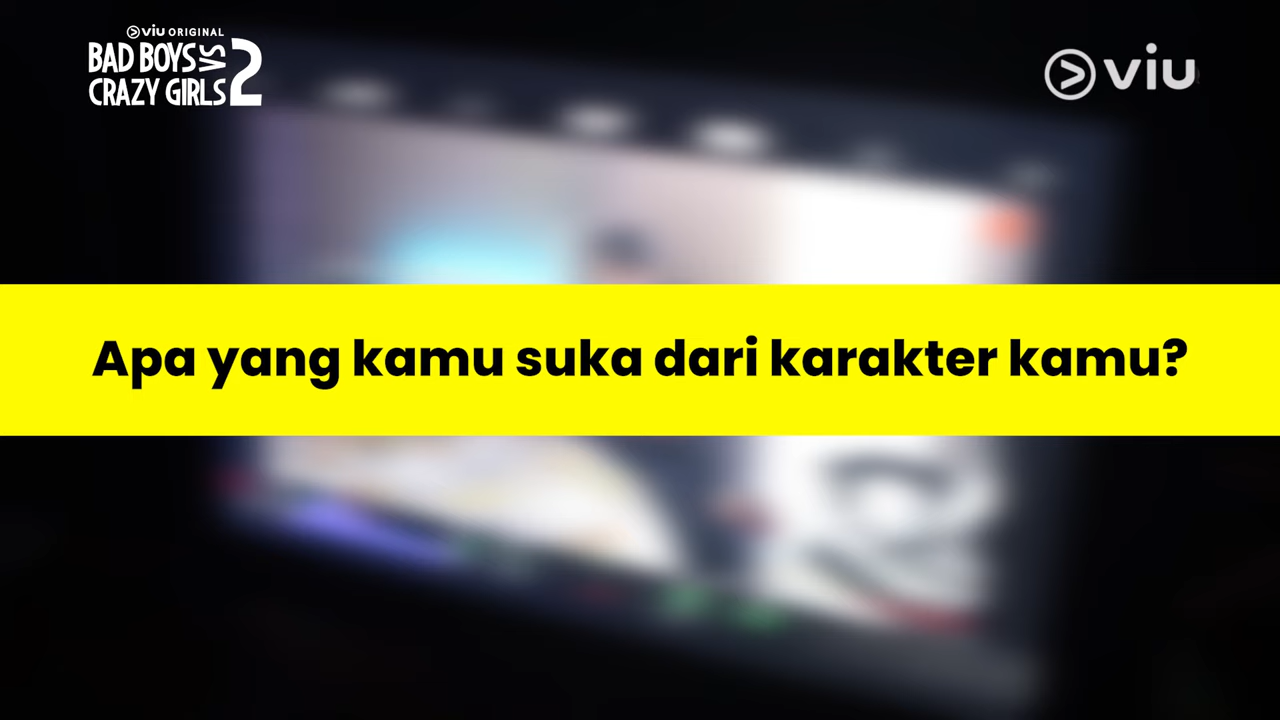 viu ORIGINAL
BAD BOYS VS
CRAZY GIRLS 2
viu
Apa yang kamu suka dari karakter kamu?